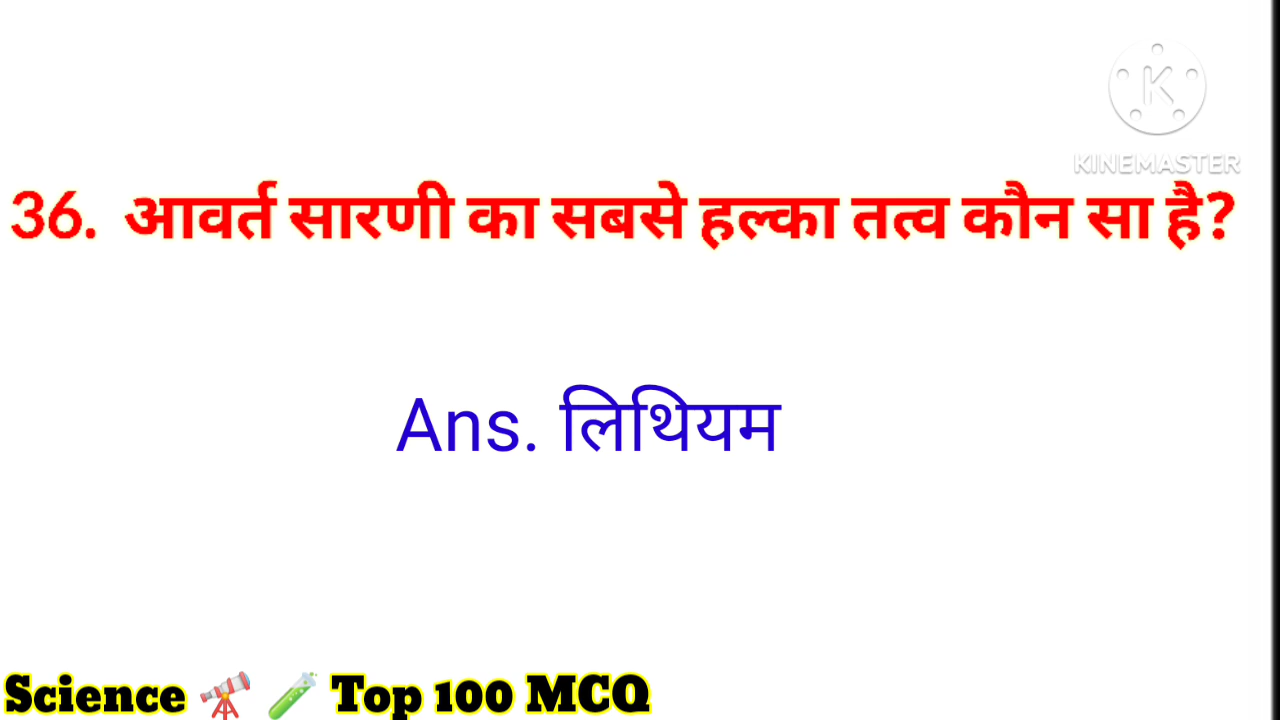 KINEMASTER
36. आवर्त सारणी का सबसे हल्का तत्व कौन सा है?
Ans. लिथियम
Science 🔭 🧪 Top 100 MCQ